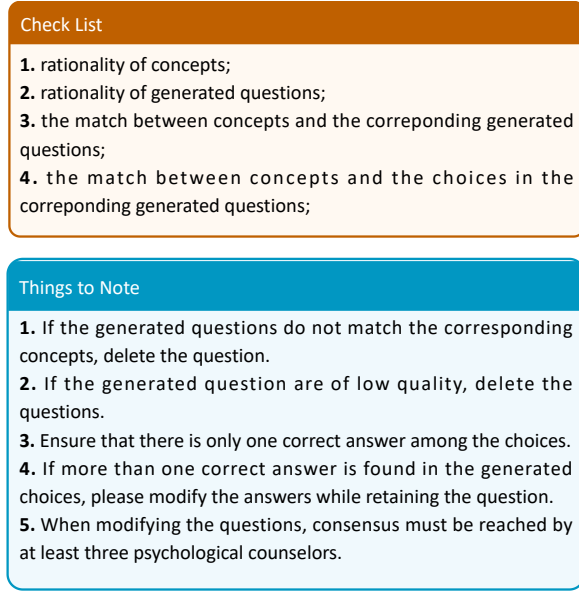 Check List
1. rationality of concepts;
2. rationality of generated questions;
3. the match between concepts and the correponding generated
questions;
4. the match between concepts and the choices in the
correponding generated questions;
Things to Note
1. If the generated questions do not match the corresponding
concepts, delete the question.
2. If the generated question are of low quality, delete the
questions.
3. Ensure that there is only one correct answer among the choices.
4. If more than one correct answer is found in the generated
choices, please modify the answers while retaining the question.
5. When modifying the questions, consensus must be reached by
at least three psychological counselors.